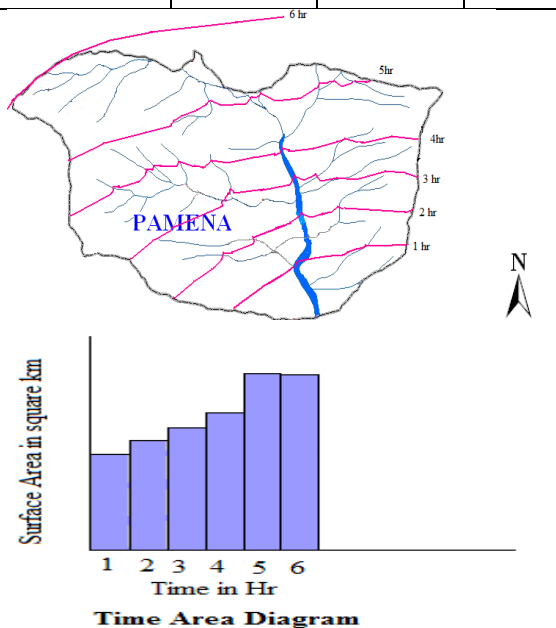 6 hr
5hr
4hr
3 hr
PAMENA
2 hr
1 hr
N
Surface Area in square km
1 2 3 4 5 6
Time in Hr
Time Area Diagram